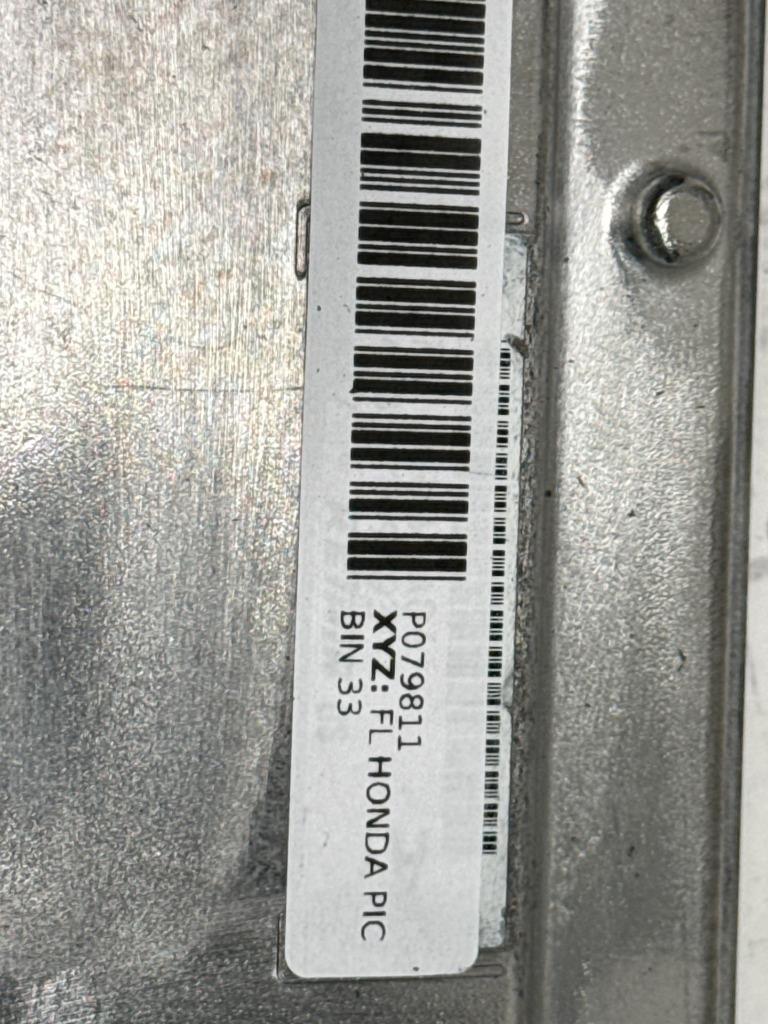 P079811
XYZ: FL HONDA PIC
BIN 33